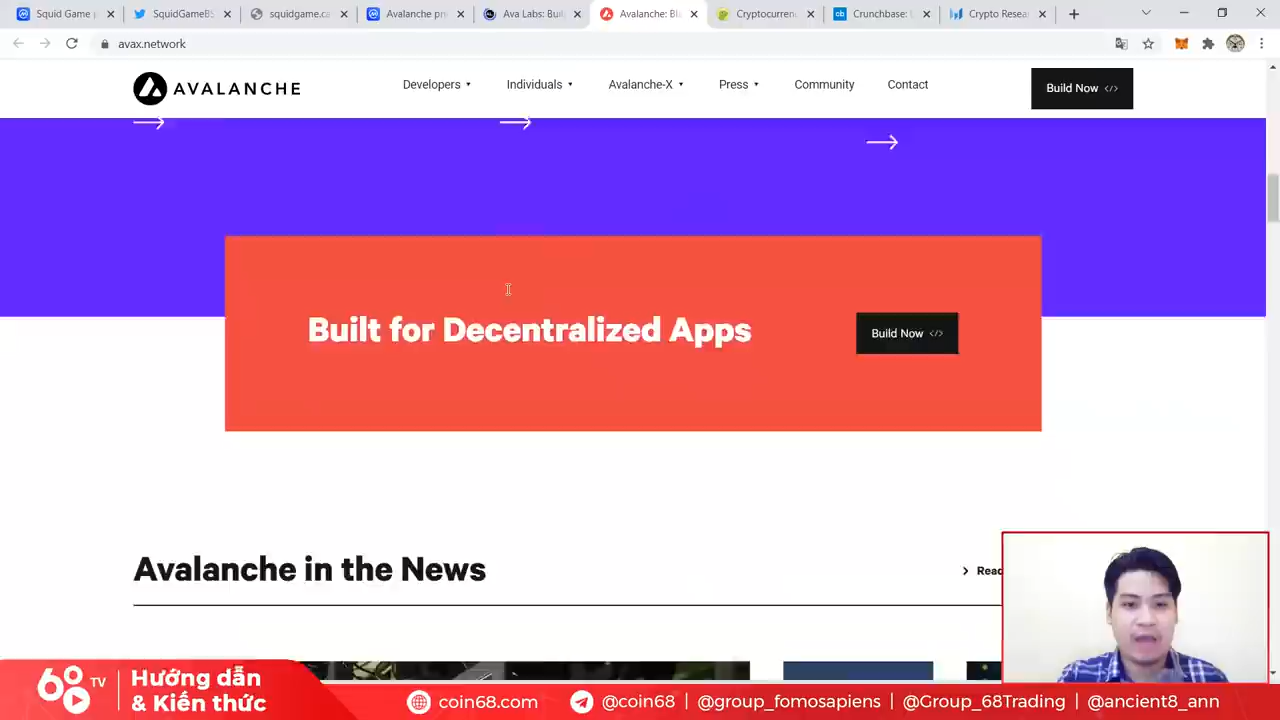 Squid Game
SquidGameBS
squidgame.ca
Avalanche pri
Ava Labs: Buil
Avalanche: Bl
Cryptocurrenc
Crunchbase: D
Crypto Resea
avax.network
AVALANCHE
Developers
Individuals
Avalanche-X
Press
Community
Contact
Build Now </>
Built for Decentralized Apps
Build Now </>
Avalanche in the News
Read
68 TV
Hướng dẫn
& Kiến thức
coin68.com
@coin68 | @group_fomosapiens | @Group_68Trading | @ancient8_ann